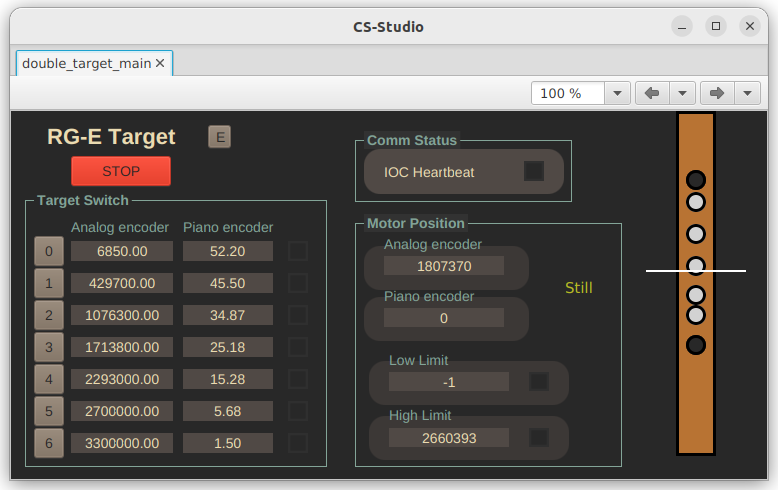 CS-Studio
double_target_main
100 %
RG-E Target
E
STOP
Target Switch
Analog encoder Piano encoder
0 6850.00 52.20
1 429700.00 45.50
2 1076300.00 34.87
3 1713800.00 25.18
4 2293000.00 15.28
5 2700000.00 5.68
6 3300000.00 1.50
Comm Status
IOC Heartbeat
Motor Position
Analog encoder
1807370
Piano encoder
0
Still
Low Limit
-1
High Limit
2660393